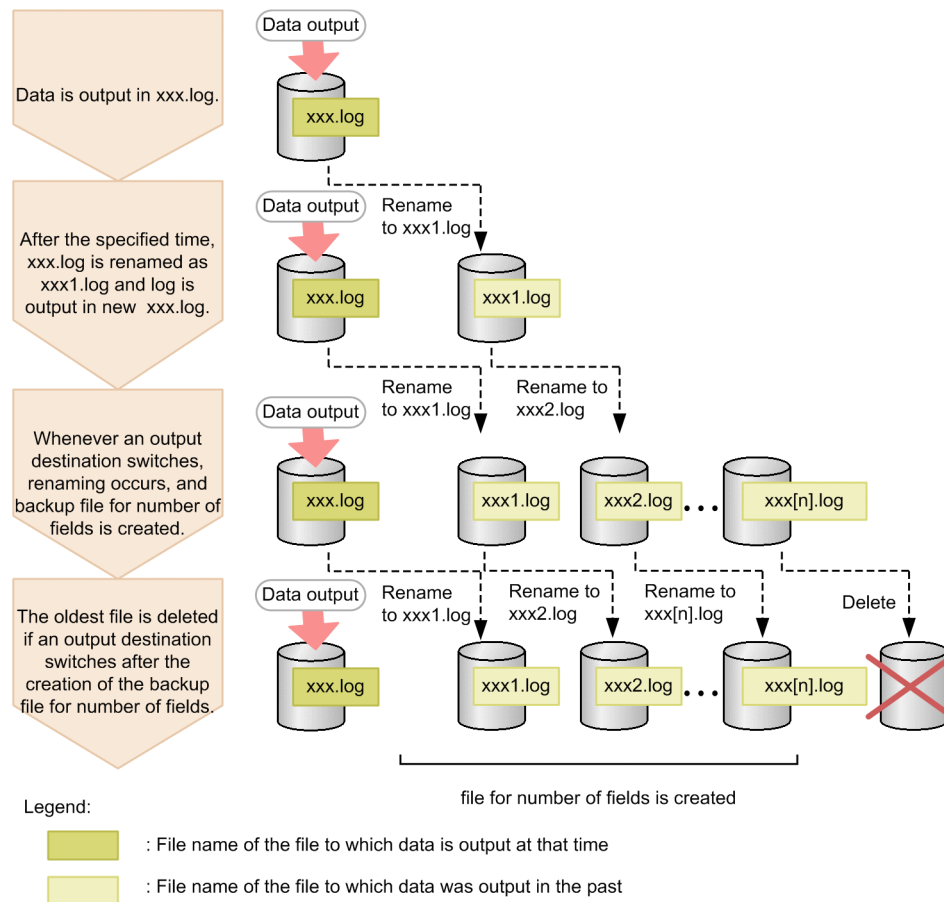 Data output
Data is output in xxx.log.
xxx.log
Data output
Rename
to xxx1.log
After the specified time,
xxx.log is renamed as
xxx1.log and log is
output in new  xxx.log.
xxx.log
xxx1.log
Rename
to xxx1.log
Rename to
xxx2.log
Data output
Whenever an output
destination switches,
renaming occurs, and
backup file for number of
fields is created.
xxx.log
xxx1.log
xxx2.log
...
xxx[n].log
Data output
Rename
to xxx1.log
Rename to
xxx2.log
Rename to
xxx[n].log
Delete
The oldest file is deleted
if an output destination
switches after the
creation of the backup
file for number of fields.
xxx.log
xxx1.log
xxx2.log
...
xxx[n].log
file for number of fields is created
Legend:
: File name of the file to which data is output at that time
: File name of the file to which data was output in the past